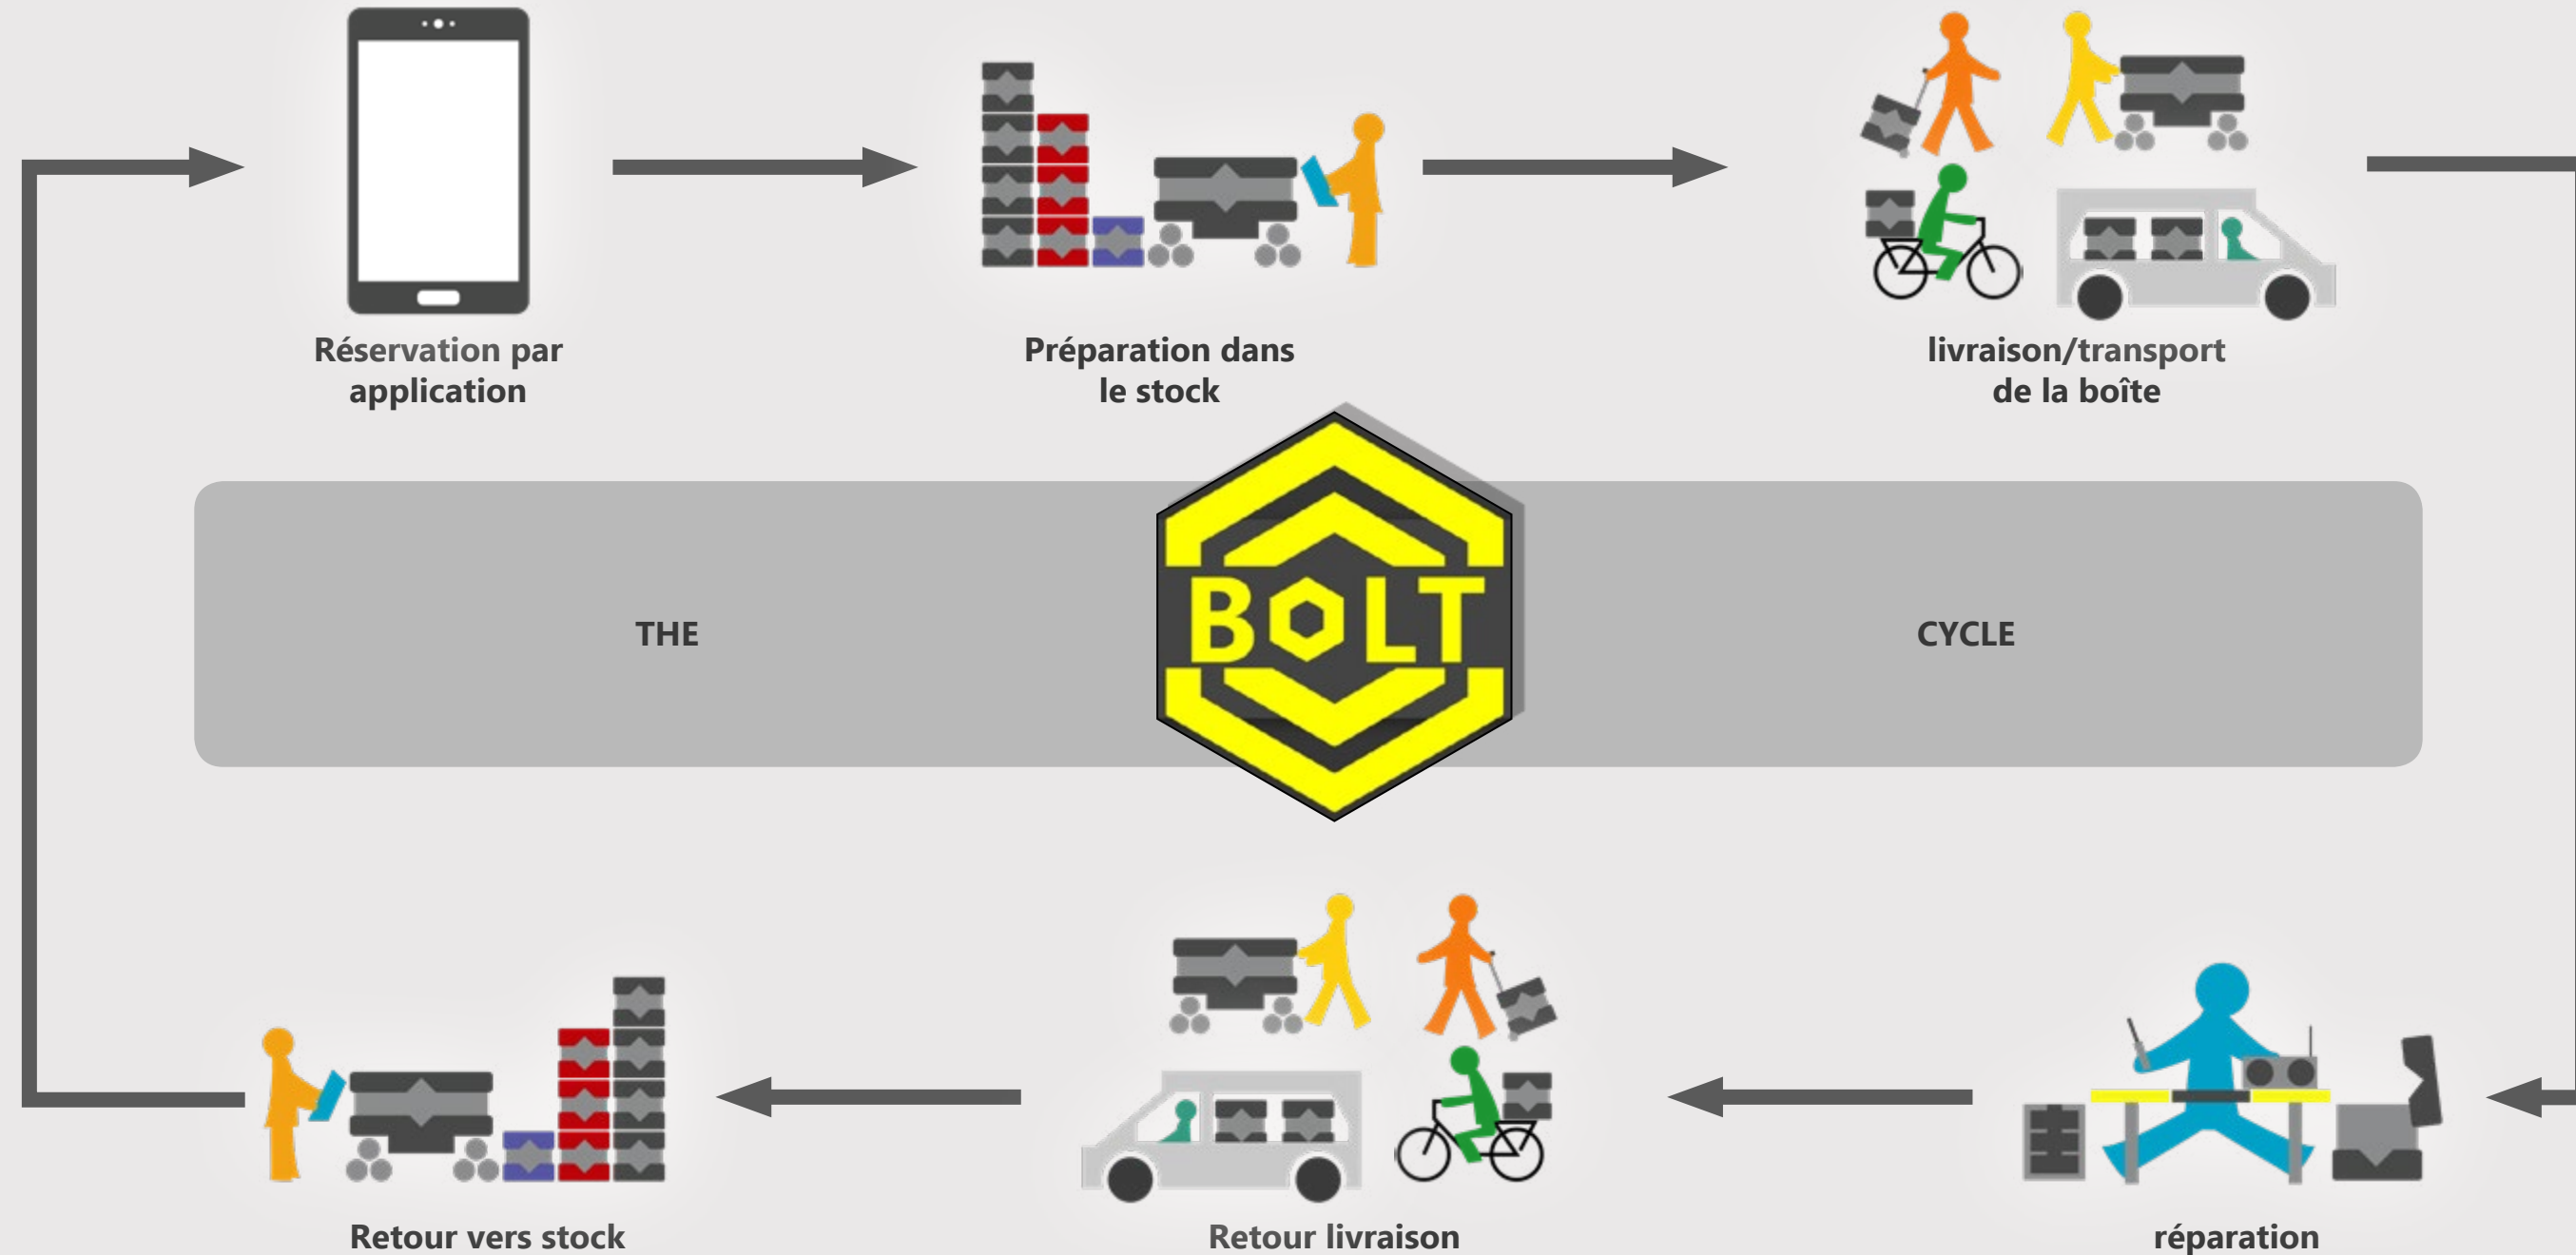 Réservation par
application
Préparation dans
le stock
livraison/transport
de la boîte
THE
BOLT
CYCLE
Retour vers stock
Retour livraison
réparation